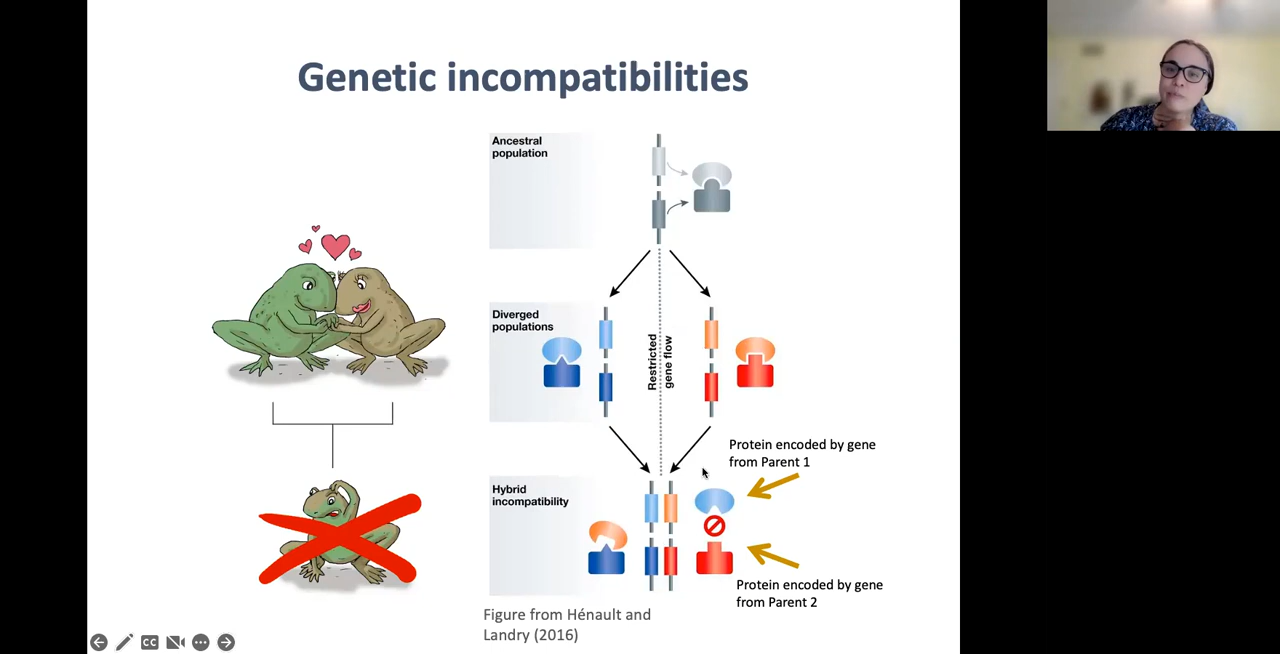 Genetic incompatibilities
Ancestral
population
Diverged
populations
Restricted
gene flow
Protein encoded by gene
from Parent 1
Hybrid
incompatibility
Protein encoded by gene
from Parent 2
Figure from Hénault and
Landry (2016)
CC